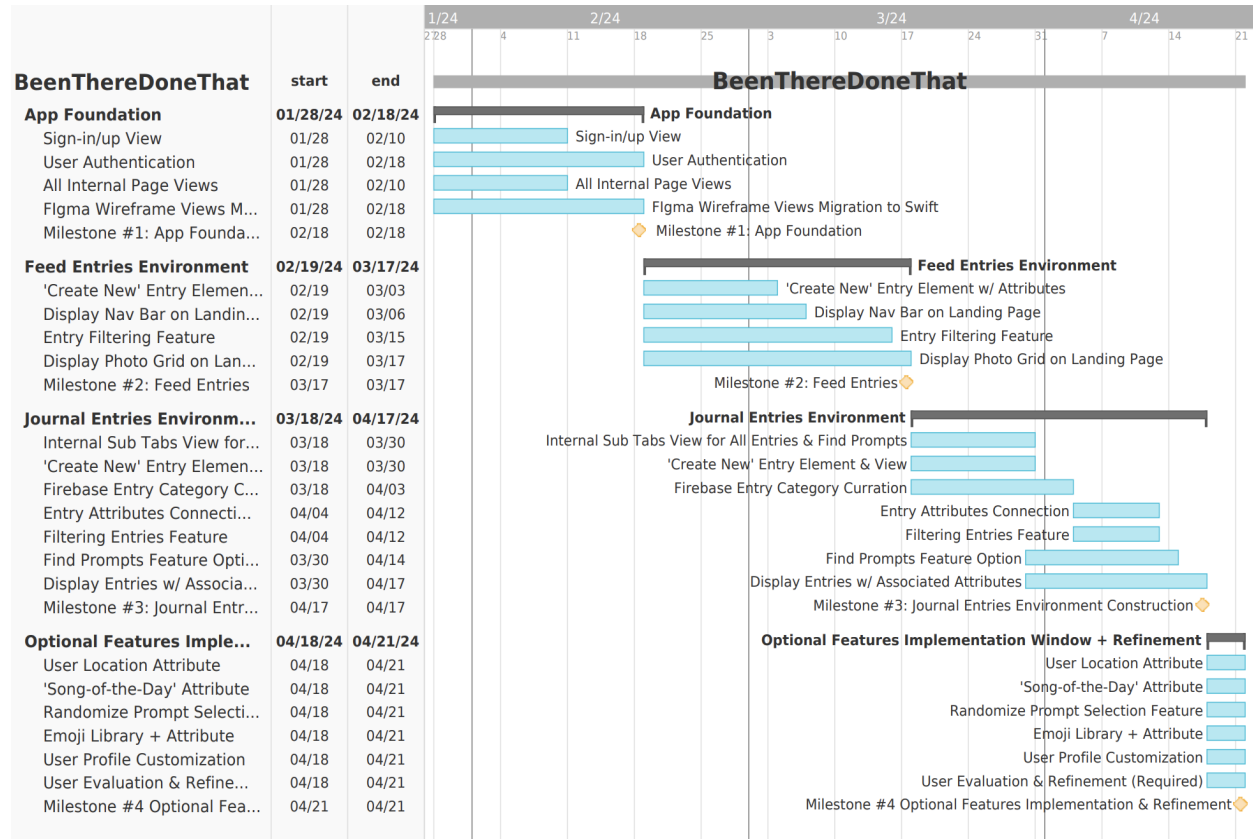 1/24 2/24 3/24 4/24
27 28 4 11 18 25 3 10 17 24 31 7 14 21
BeenThereDoneThat start end BeenThereDoneThat
App Foundation 01/28/24 02/18/24 App Foundation
Sign-in/up View 01/28 02/10 Sign-in/up View
User Authentication 01/28 02/18 User Authentication
All Internal Page Views 01/28 02/10 All Internal Page Views
FIgma Wireframe Views M... 01/28 02/18 FIgma Wireframe Views Migration to Swift
Milestone #1: App Founda... 02/18 02/18 Milestone #1: App Foundation
Feed Entries Environment 02/19/24 03/17/24 Feed Entries Environment
'Create New' Entry Elemen... 02/19 03/03 'Create New' Entry Element w/ Attributes
Display Nav Bar on Landin... 02/19 03/06 Display Nav Bar on Landing Page
Entry Filtering Feature 02/19 03/15 Entry Filtering Feature
Display Photo Grid on Lan... 02/19 03/17 Display Photo Grid on Landing Page
Milestone #2: Feed Entries 03/17 03/17 Milestone #2: Feed Entries
Journal Entries Environm... 03/18/24 04/17/24 Journal Entries Environment
Internal Sub Tabs View for... 03/18 03/30 Internal Sub Tabs View for All Entries & Find Prompts
'Create New' Entry Elemen... 03/18 03/30 'Create New' Entry Element & View
Firebase Entry Category C... 03/18 04/03 Firebase Entry Category Curration
Entry Attributes Connecti... 04/04 04/12 Entry Attributes Connection
Filtering Entries Feature 04/04 04/12 Filtering Entries Feature
Find Prompts Feature Opti... 03/30 04/14 Find Prompts Feature Option
Display Entries w/ Associa... 03/30 04/17 Display Entries w/ Associated Attributes
Milestone #3: Journal Entr... 04/17 04/17 Milestone #3: Journal Entries Environment Construction
Optional Features Imple... 04/18/24 04/21/24 Optional Features Implementation Window + Refinement
User Location Attribute 04/18 04/21 User Location Attribute
'Song-of-the-Day' Attribute 04/18 04/21 'Song-of-the-Day' Attribute
Randomize Prompt Selecti... 04/18 04/21 Randomize Prompt Selection Feature
Emoji Library + Attribute 04/18 04/21 Emoji Library + Attribute
User Profile Customization 04/18 04/21 User Profile Customization
User Evaluation & Refine... 04/18 04/21 User Evaluation & Refinement (Required)
Milestone #4 Optional Fea... 04/21 04/21 Milestone #4 Optional Features Implementation & Refinement